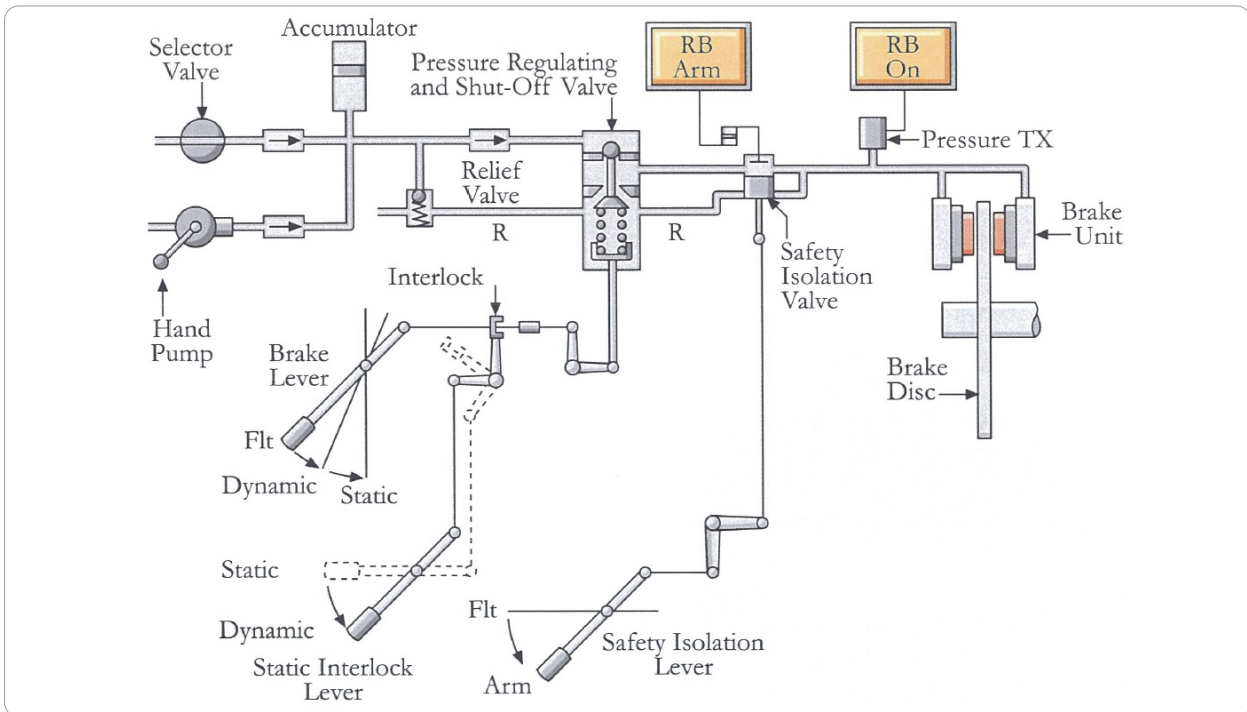 Accumulator
Selector
Valve
Pressure Regulating
and Shut-Off Valve
RB
Arm
RB
On
Pressure TX
Relief
Valve
R
R
Brake
Unit
Safety
Isolation
Valve
Interlock
Hand
Pump
Brake
Lever
Brake
Disc
Flt
Dynamic
Static
Static
Dynamic
Static Interlock
Lever
Flt
Arm
Safety Isolation
Lever